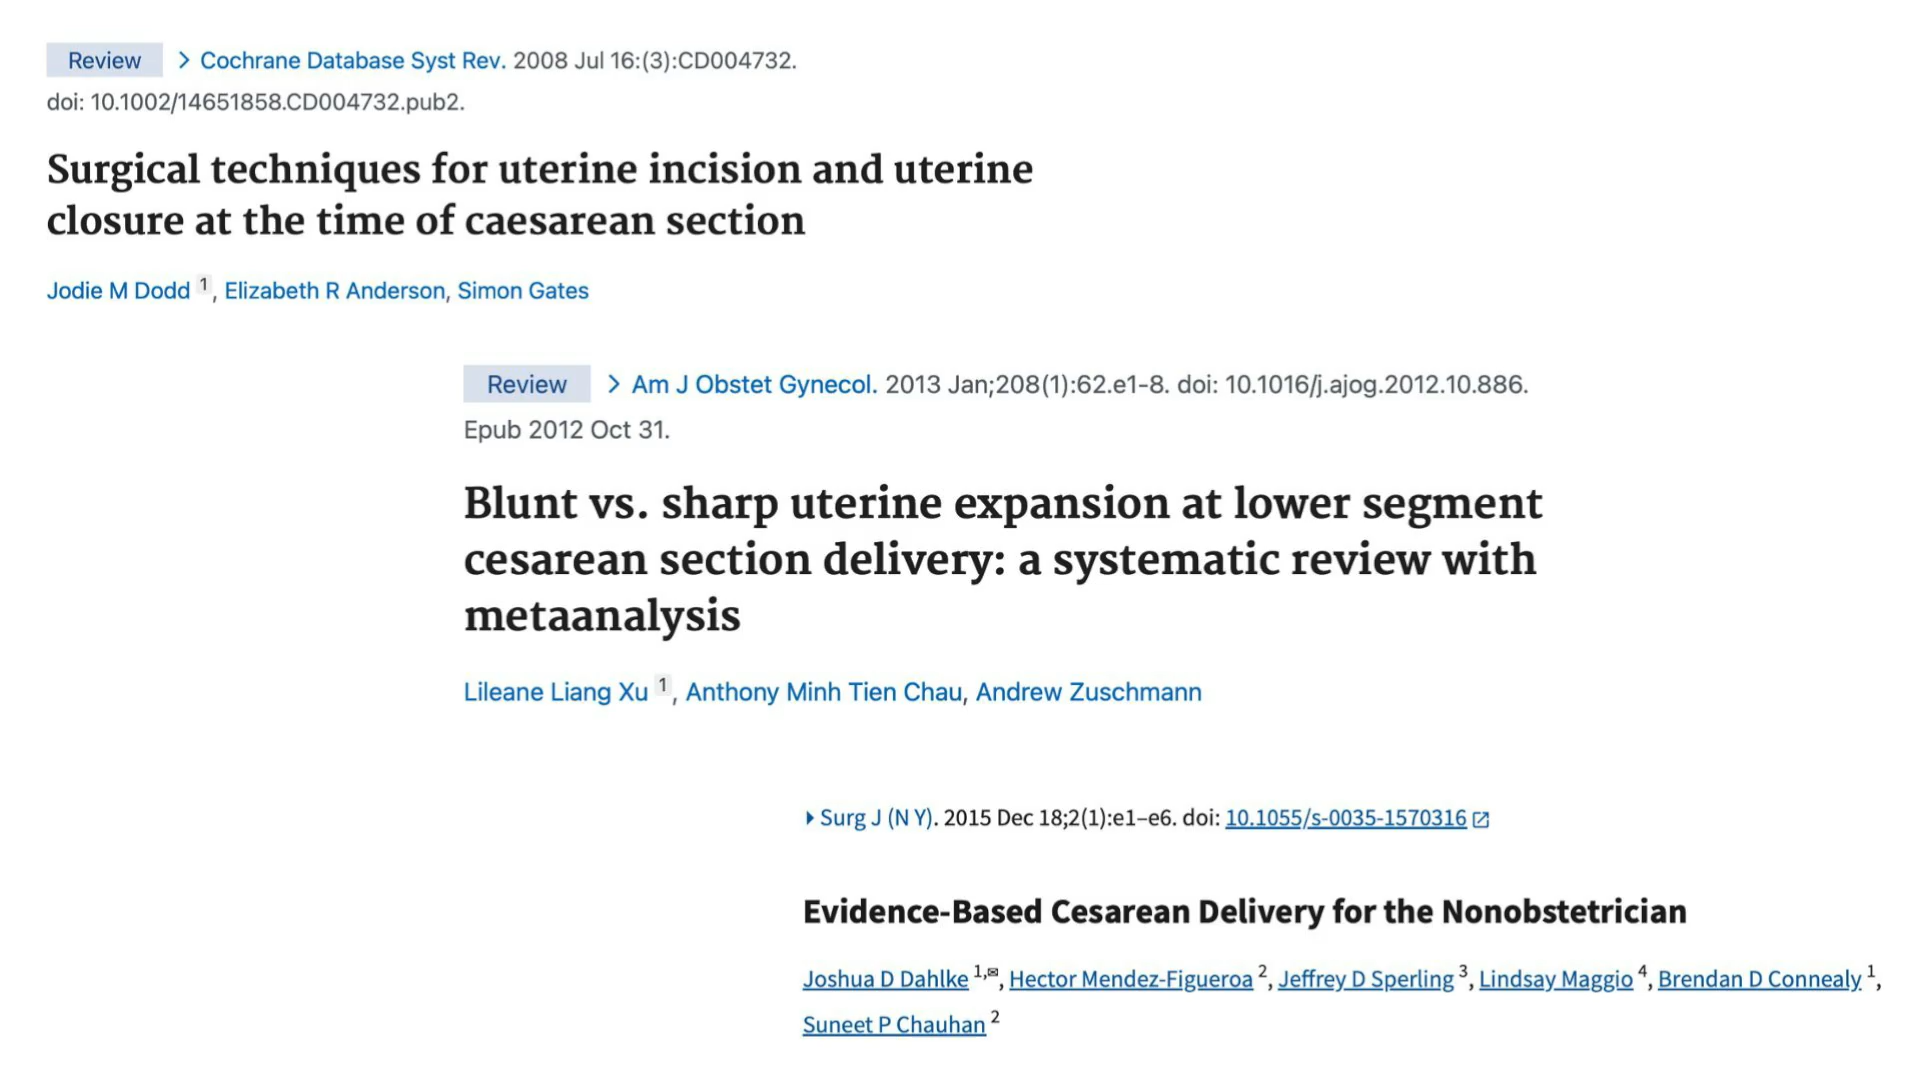 Review > Cochrane Database Syst Rev. 2008 Jul 16:(3):CD004732.
doi: 10.1002/14651858.CD004732.pub2.
Surgical techniques for uterine incision and uterine
closure at the time of caesarean section
Jodie M Dodd 1, Elizabeth R Anderson, Simon Gates
Review > Am J Obstet Gynecol. 2013 Jan;208(1):62.e1-8. doi: 10.1016/j.ajog.2012.10.886.
Epub 2012 Oct 31.
Blunt vs. sharp uterine expansion at lower segment
cesarean section delivery: a systematic review with
metaanalysis
Lileane Liang Xu 1, Anthony Minh Tien Chau, Andrew Zuschmann
Surg J (N Y). 2015 Dec 18;2(1):e1–e6. doi: 10.1055/s-0035-1570316
Evidence-Based Cesarean Delivery for the Nonobstetrician
Joshua D Dahlke 1,✉, Hector Mendez-Figueroa 2, Jeffrey D Sperling 3, Lindsay Maggio 4, Brendan D Connealy 1,
Suneet P Chauhan 2